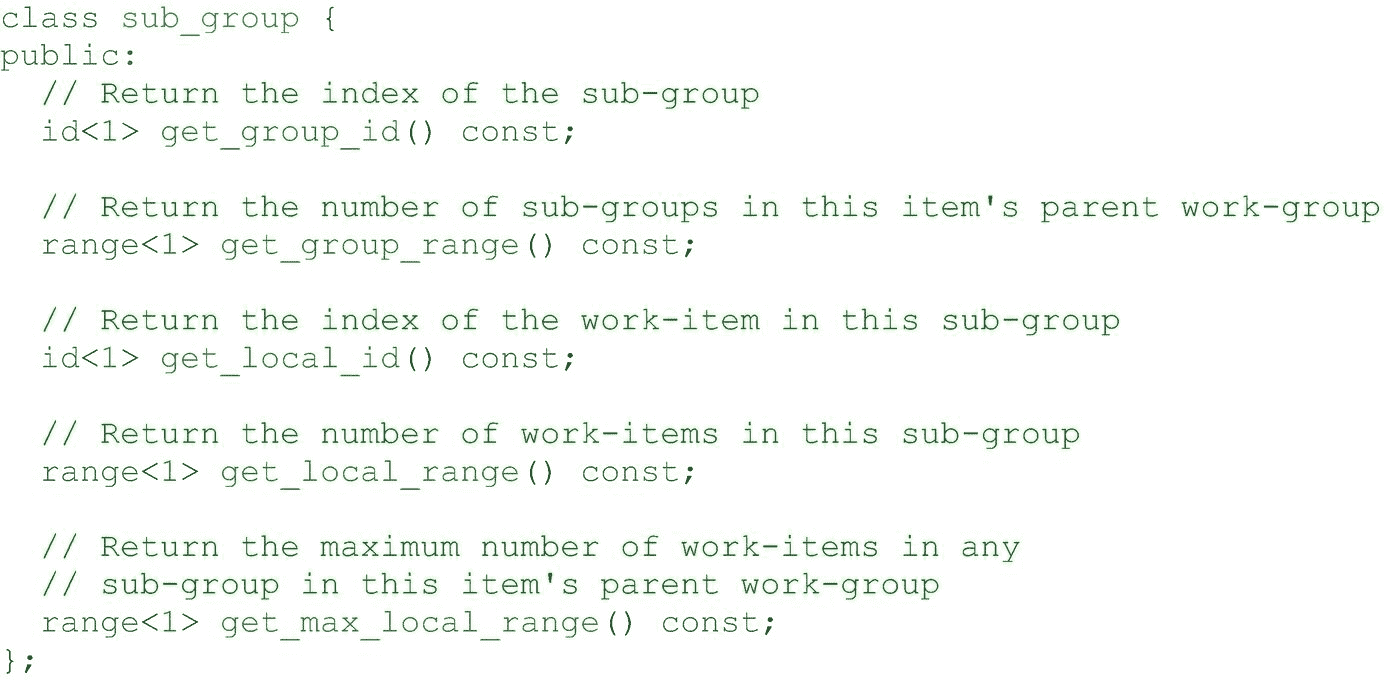 class sub_group {
public:
  // Return the index of the sub-group
  id<1> get_group_id() const;

  // Return the number of sub-groups in this item's parent work-group
  range<1> get_group_range() const;

  // Return the index of the work-item in this sub-group
  id<1> get_local_id() const;

  // Return the number of work-items in this sub-group
  range<1> get_local_range() const;

  // Return the maximum number of work-items in any
  // sub-group in this item's parent work-group
  range<1> get_max_local_range() const;
};